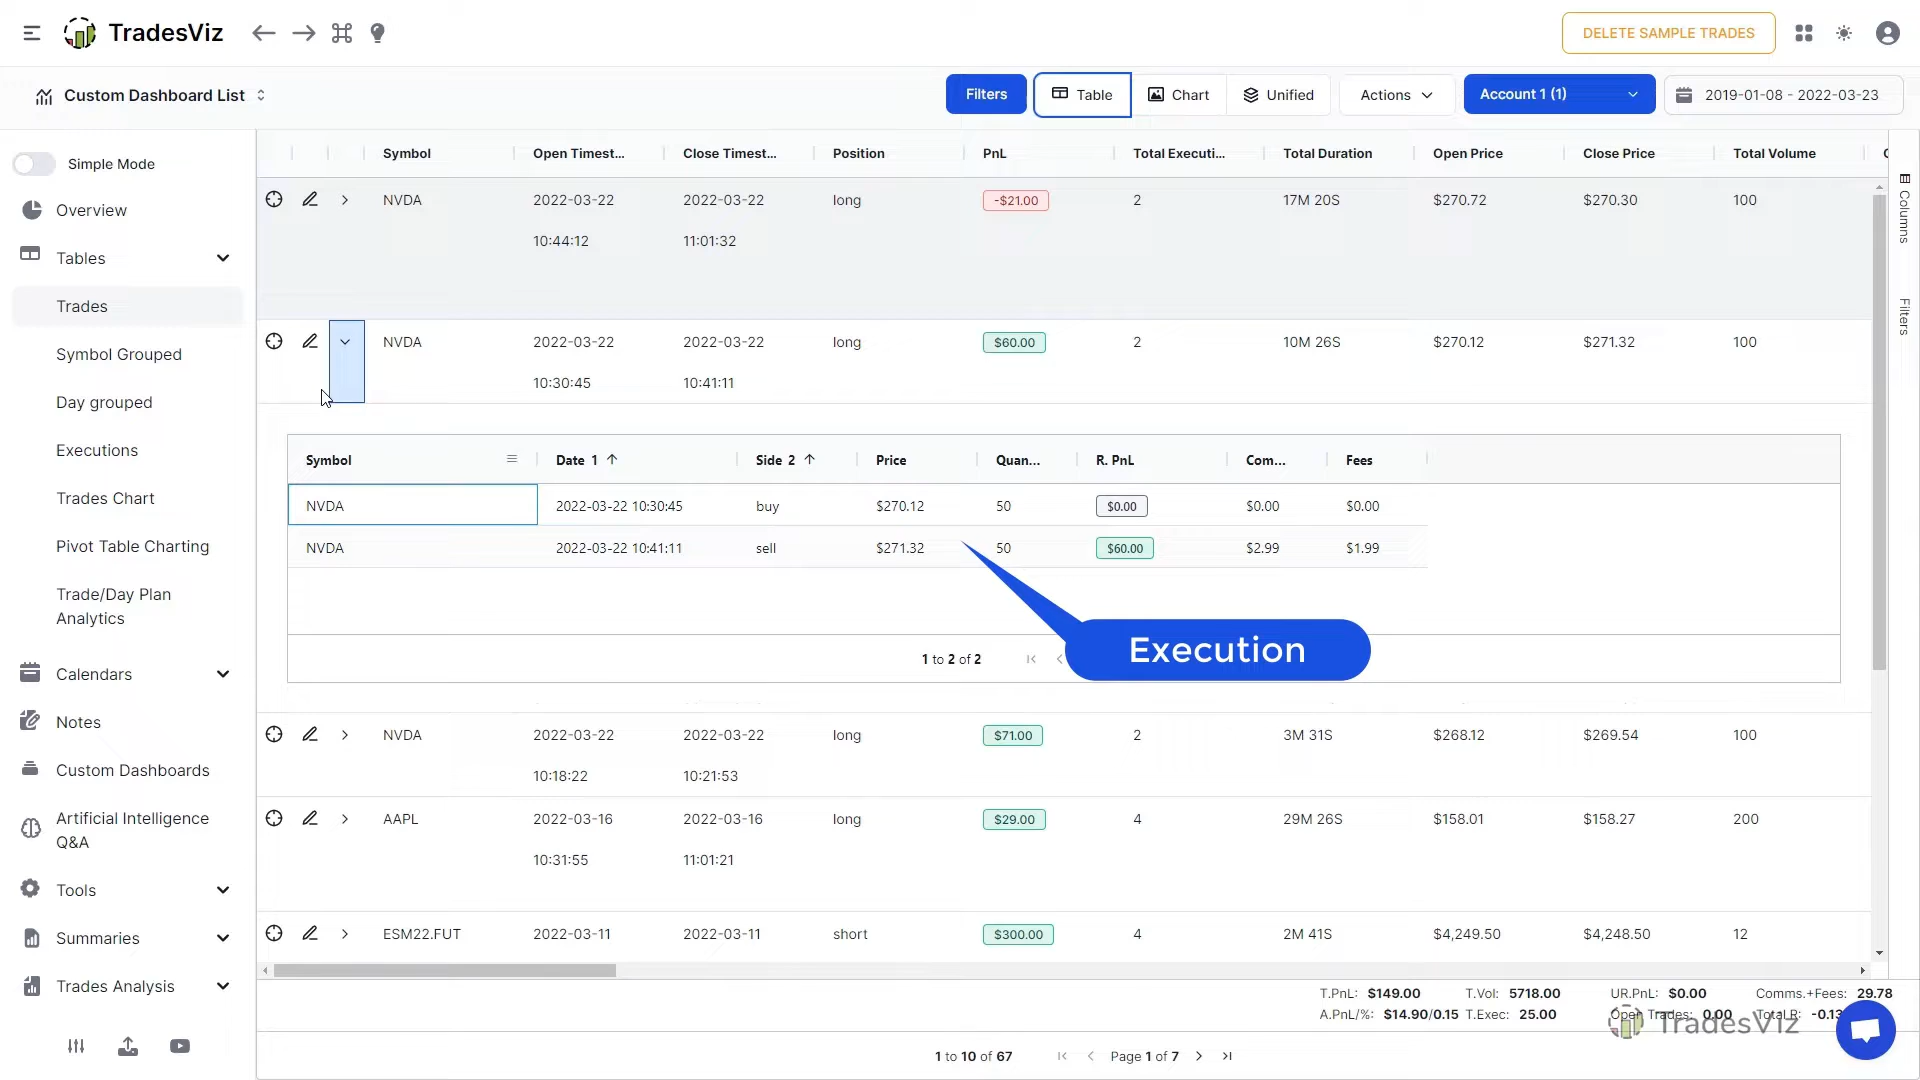 TradesViz
DELETE SAMPLE TRADES
Custom Dashboard List
Filters
Table
Chart
Unified
Actions
Account 1 (1)
2019-01-08 - 2022-03-23
Simple Mode
Overview
Tables
Trades
Symbol Grouped
Day grouped
Executions
Trades Chart
Pivot Table Charting
Trade/Day Plan
Analytics
Calendars
Notes
Custom Dashboards
Artificial Intelligence
Q&A
Tools
Summaries
Trades Analysis
Symbol Open Timest... Close Timest... Position PnL Total Executi... Total Duration Open Price Close Price Total Volume
NVDA 2022-03-22 2022-03-22 long -$21.00 2 17M 20S $270.72 $270.30 100
10:44:12 11:01:32
NVDA 2022-03-22 2022-03-22 long $60.00 2 10M 26S $270.12 $271.32 100
10:30:45 10:41:11
Symbol Date 1 Side 2 Price Quan... R. PnL Com... Fees
NVDA 2022-03-22 10:30:45 buy $270.12 50 $0.00 $0.00 $0.00
NVDA 2022-03-22 10:41:11 sell $271.32 50 $60.00 $2.99 $1.99
Execution
1 to 2 of 2
NVDA 2022-03-22 2022-03-22 long $71.00 2 3M 31S $268.12 $269.54 100
10:18:22 10:21:53
AAPL 2022-03-16 2022-03-16 long $29.00 4 29M 26S $158.01 $158.27 200
10:31:55 11:01:21
ESM22.FUT 2022-03-11 2022-03-11 short $300.00 4 2M 41S $4,249.50 $4,248.50 12
Columns
Filters
T.PnL: $149.00 T.Vol: 5718.00 UR.PnL: $0.00 Comms.+Fees: 29.78
A.PnL/%: $14.90/0.15 T.Exec: 25.00 Open Trades: 0.00 TotalR: -0.13
TradesViz
1 to 10 of 67 Page 1 of 7